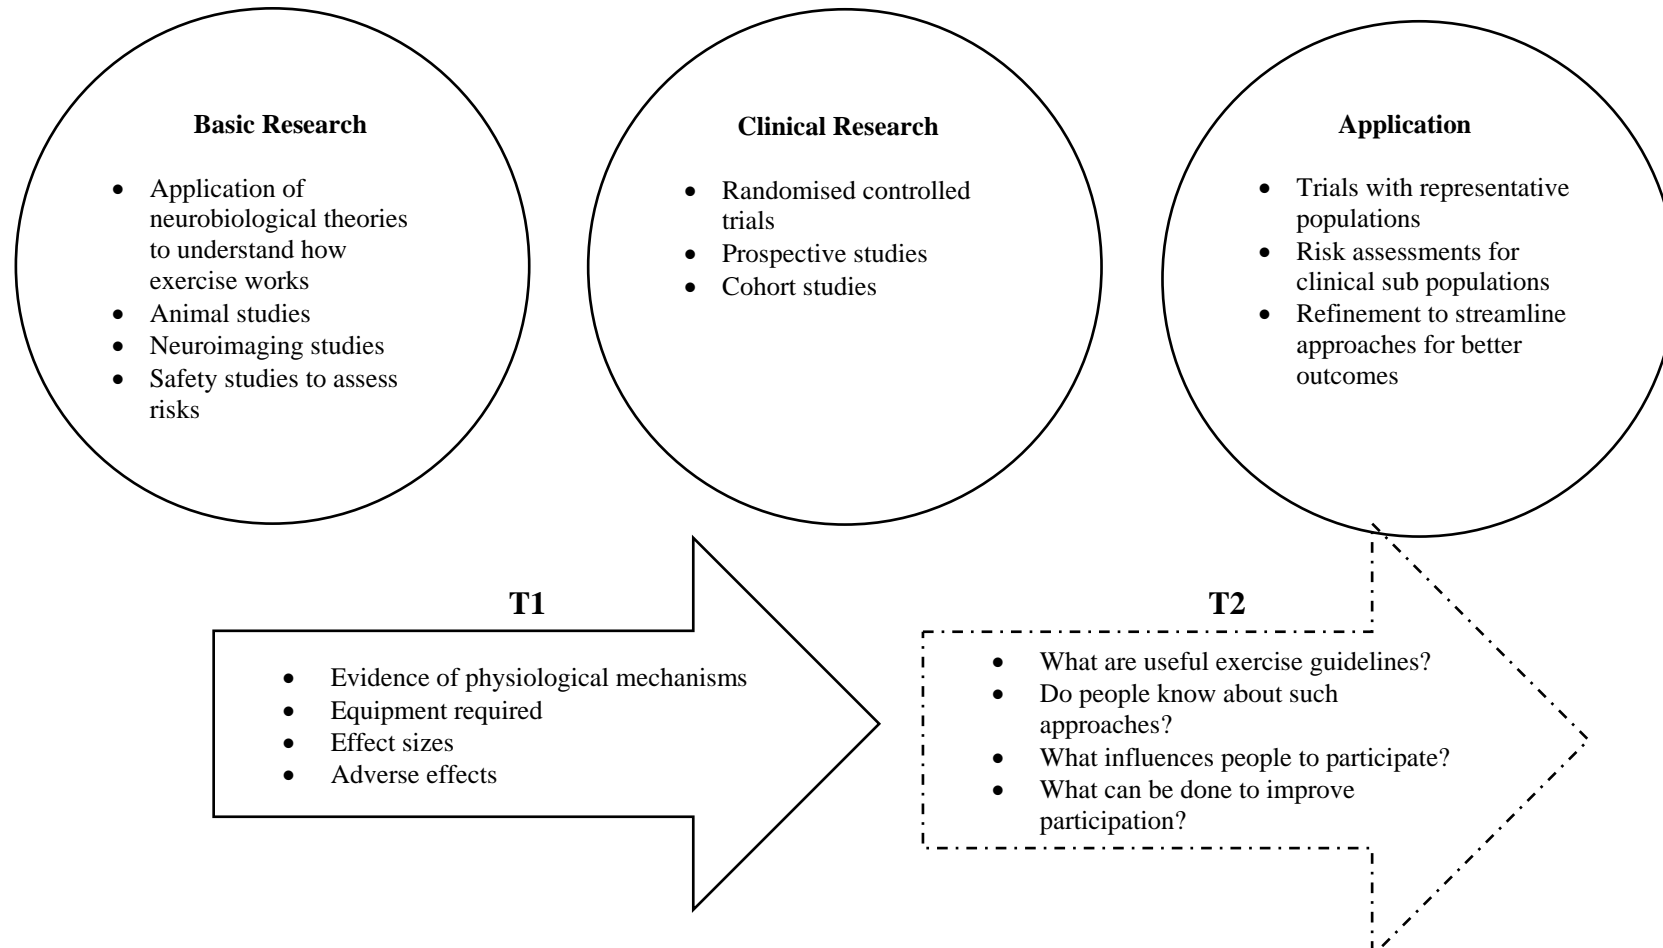 Basic Research
• Application of
neurobiological theories
to understand how
exercise works
• Animal studies
• Neuroimaging studies
• Safety studies to assess
risks
Clinical Research
• Randomised controlled
trials
• Prospective studies
• Cohort studies
Application
• Trials with representative
populations
• Risk assessments for
clinical sub populations
• Refinement to streamline
approaches for better
outcomes
T1
• Evidence of physiological mechanisms
• Equipment required
• Effect sizes
• Adverse effects
T2
• What are useful exercise guidelines?
• Do people know about such
approaches?
• What influences people to participate?
• What can be done to improve
participation?